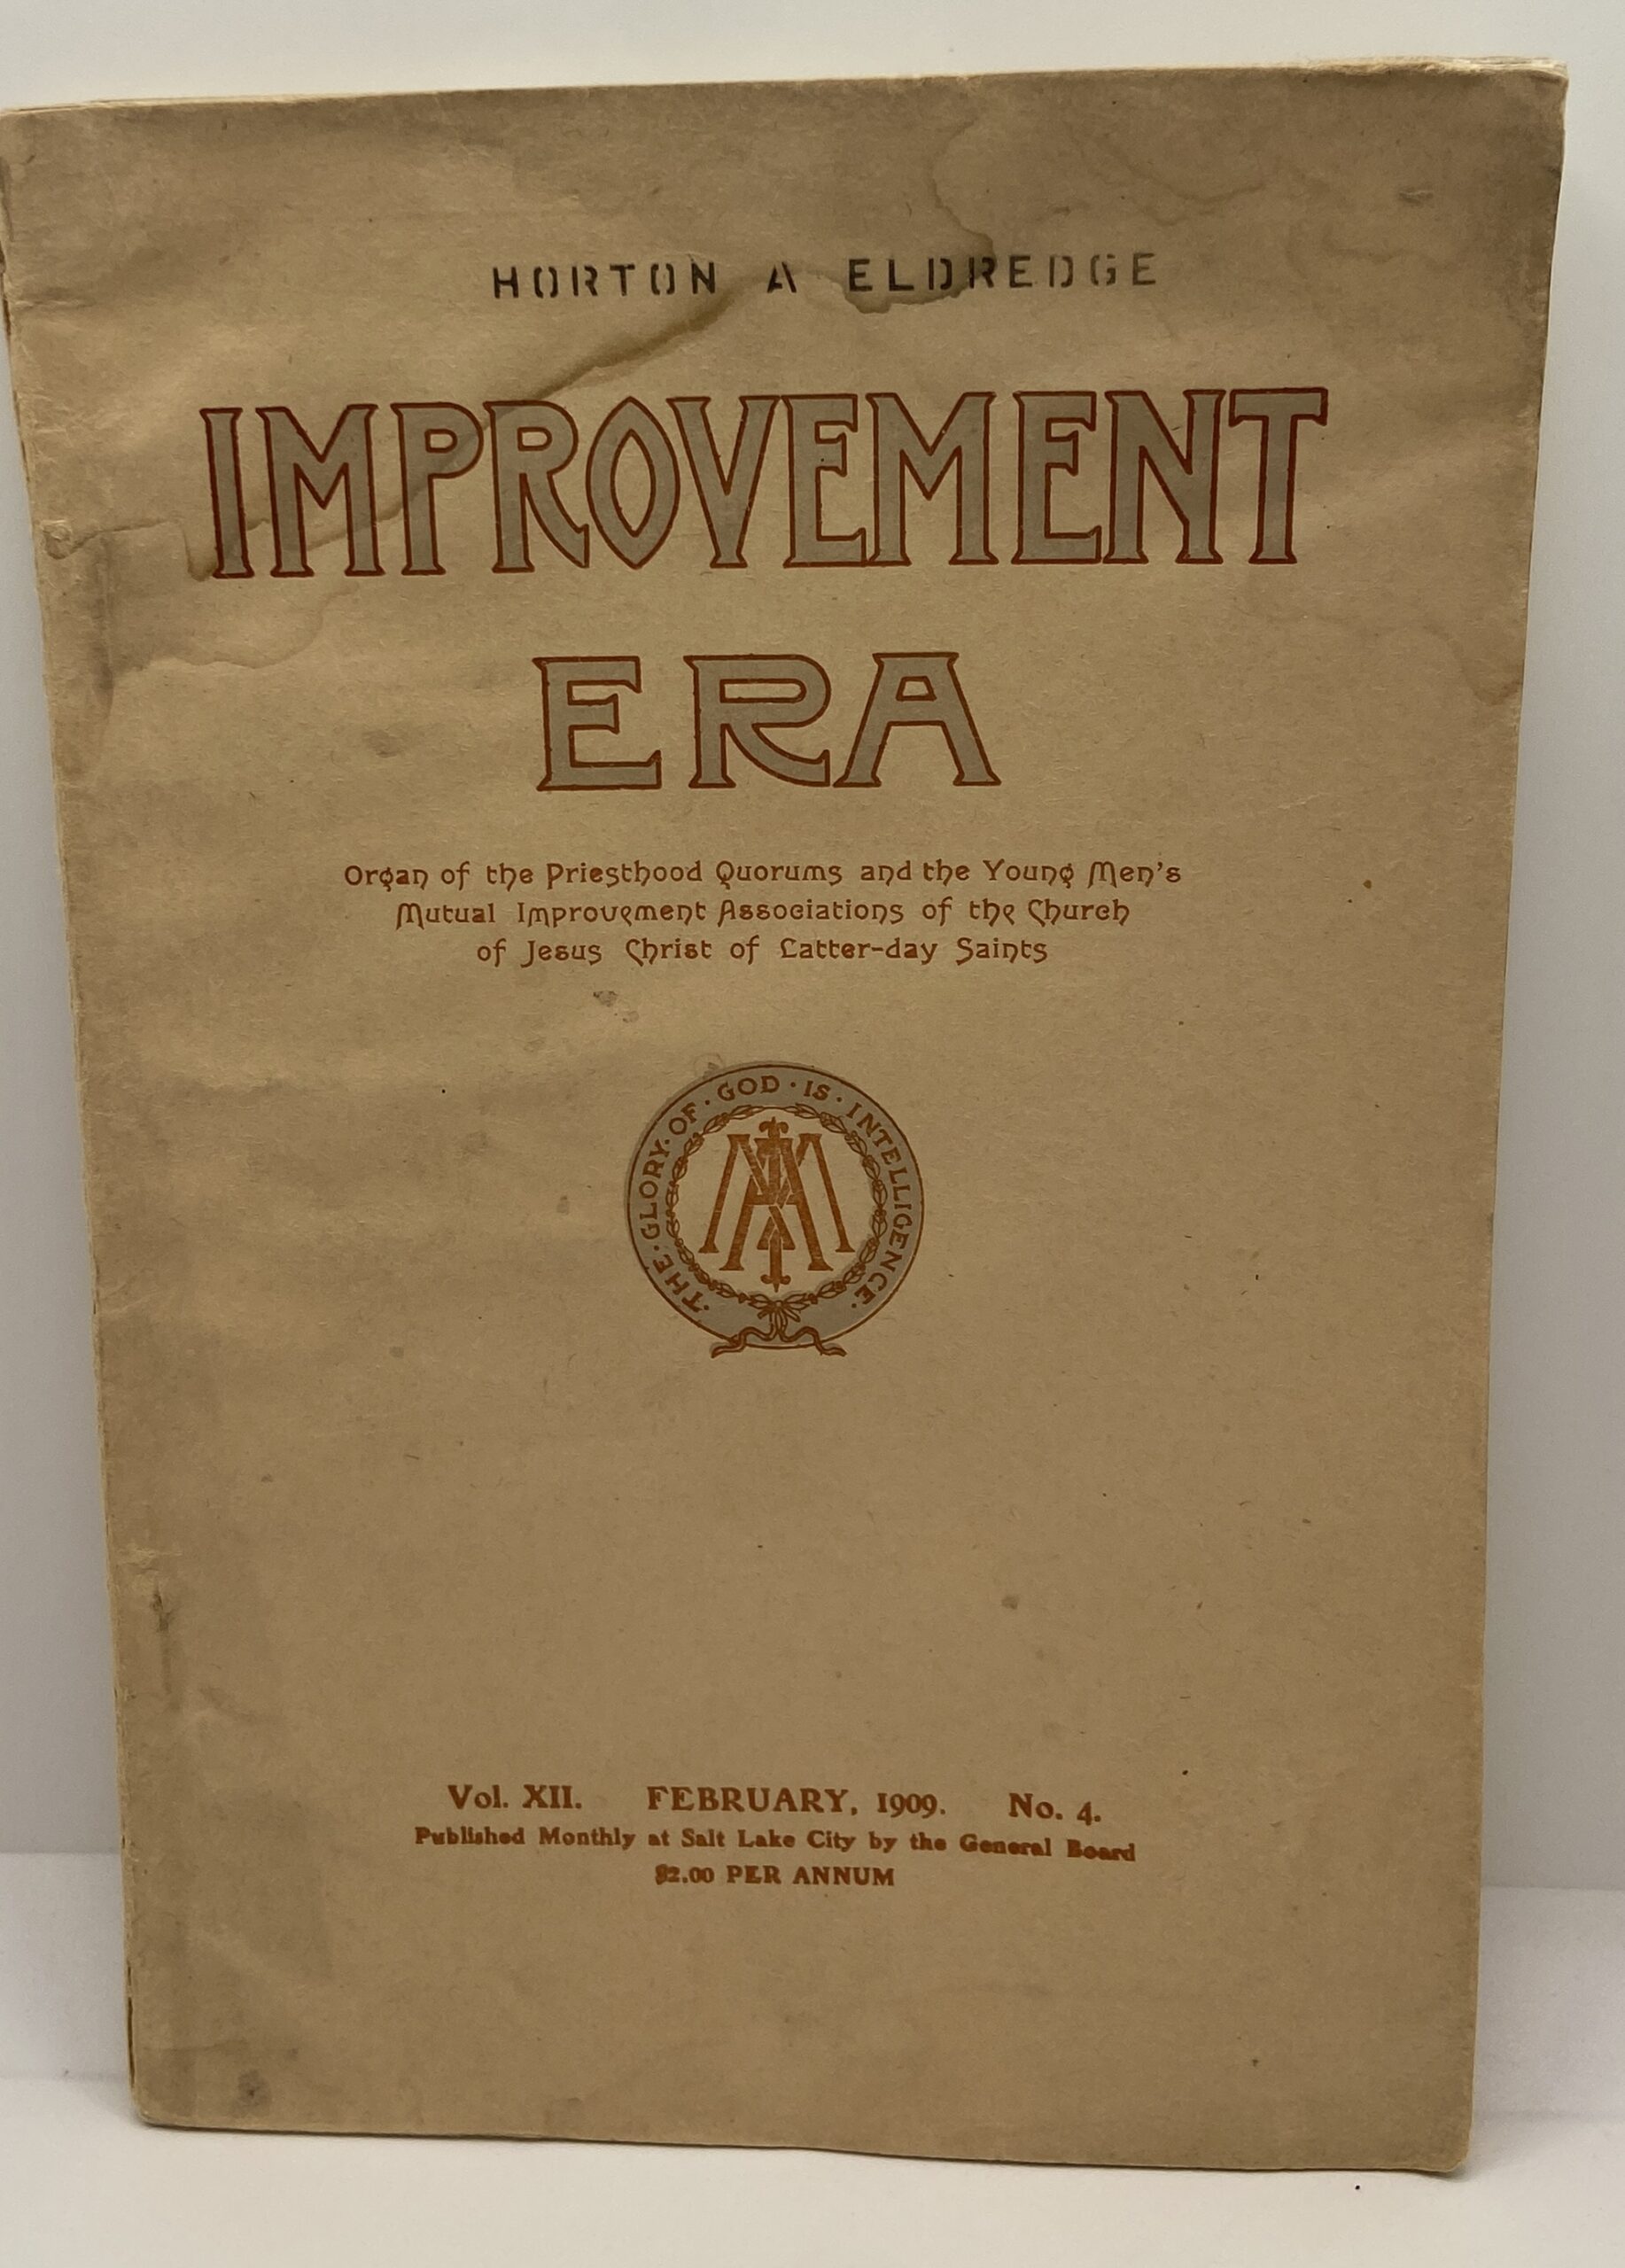 HORTON A ELDREDGE
IMPROVEMENT
ERA
Organ of the Priesthood Quorums and the Young Men's
Mutual Improvement Associations of the Church
of Jesus Christ of Latter-day Saints
·THE·GLORY·OF·GOD·IS·INTELLIGENCE·
Vol. XII. FEBRUARY, 1909. No. 4.
Published Monthly at Salt Lake City by the General Board
$2.00 PER ANNUM